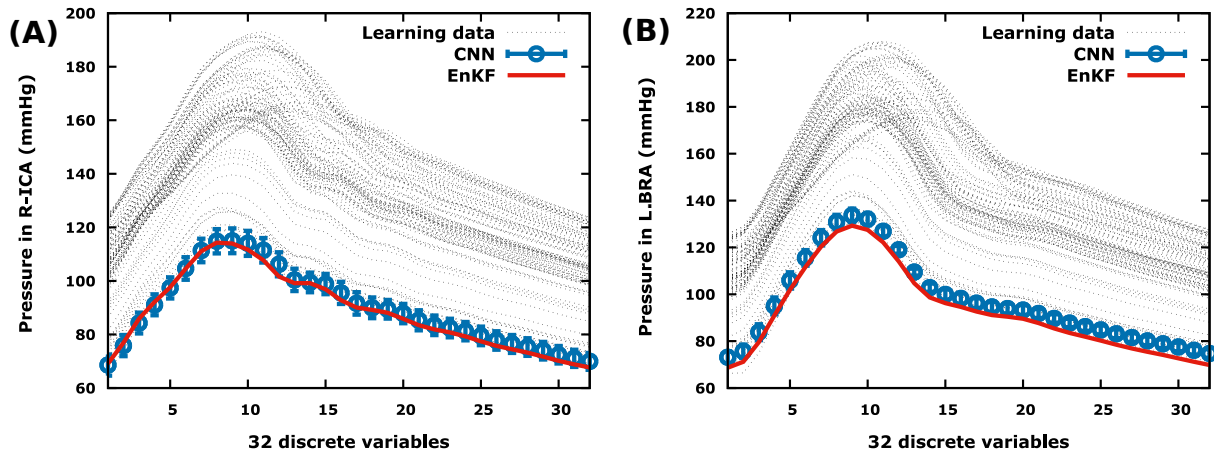 (A)
Pressure in R-ICA (mmHg)
200
180
160
140
120
100
80
60
Learning data
CNN
EnKF
5
10
15
20
25
30
32 discrete variables
(B)
Pressure in L.BRA (mmHg)
220
200
180
160
140
120
100
80
60
Learning data
CNN
EnKF
5
10
15
20
25
30
32 discrete variables